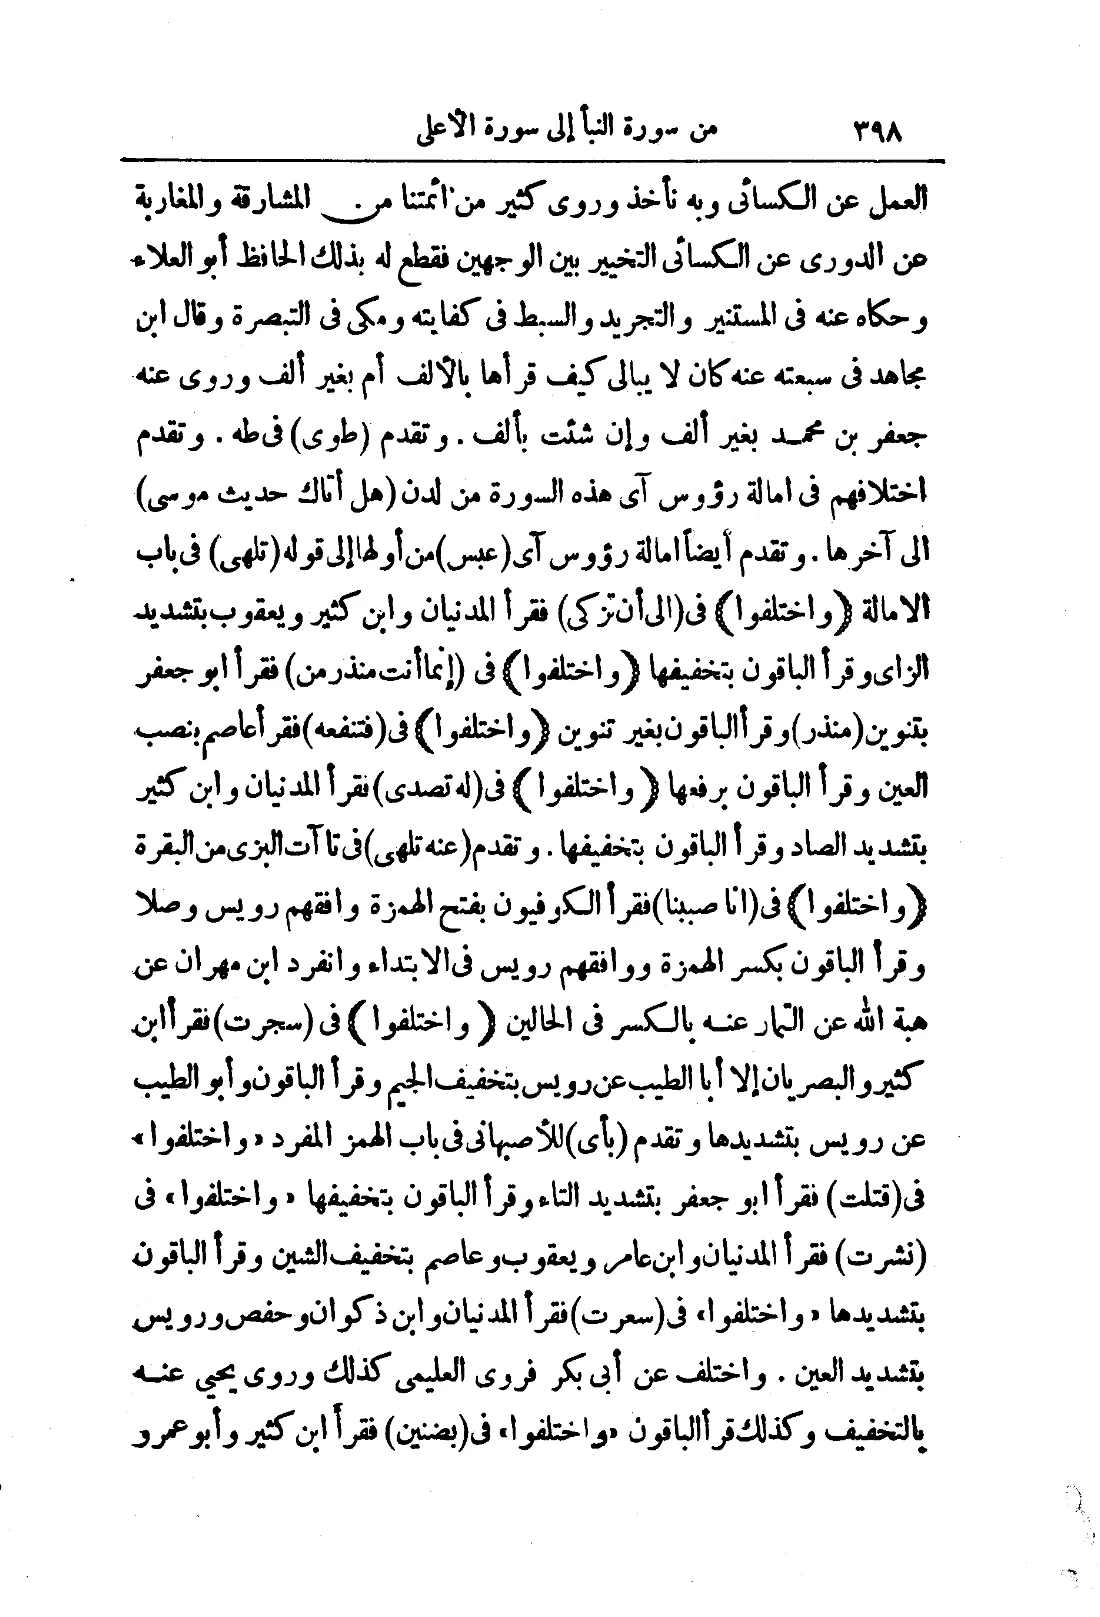 ٣٩٨ من سورة النبأ إلى سورة الأعلى
العمل عن الكسائى وبه نأخذ وروى كثير من أئمتنا من المشارقة والمغاربة
عن الدورى عن الكسائى التخيير بين الوجهين فقطع له بذلك الحافظ أبو العلاء
وحكاه عنه فى المستنير والتجريد والسبط فى كفايته ومكى فى التبصرة وقال ابن
مجاهد فى سبعته عنه كان لا يبالى كيف قرأها بالألف أم بغير ألف وروى عنه
جعفر بن محمد بغير ألف وإن شئت بألف . وتقدم (طوى) فى طه . وتقدم
اختلافهم فى امالة رؤوس آى هذه السورة من لدن (هل أتاك حديث موسى)
الى آخرها . وتقدم أيضاً امالة رؤوس آى (عبس) من أولها إلى قوله (تلهى) فى باب
الامالة ﴿واختلفوا﴾ فى (الى أن تزكى) فقرأ المدنيان وابن كثير ويعقوب بتشديد
الزاى وقرأ الباقون بتخفيفها ﴿واختلفوا﴾ فى (إنما أنت منذر من) فقرأ ابو جعفر
بتنوين (منذر) وقرأ الباقون بغير تنوين ﴿واختلفوا﴾ فى (فتنفعه) فقرأ عاصم بنصب
العين وقرأ الباقون برفعها ﴿واختلفوا﴾ فى (له تصدى) فقرأ المدنيان وابن كثير
بتشديد الصاد وقرأ الباقون بتخفيفها . وتقدم (عنه تلهى) فى تاآت البزى من البقرة
﴿واختلفوا﴾ فى (انا صببنا) فقرأ الكوفيون بفتح الهمزة وافقهم رويس وصلا
وقرأ الباقون بكسر الهمزة ووافقهم رويس فى الابتداء وانفرد ابن مهران عن
هبة الله عن التمار عنه بالكسر فى الحالين ﴿واختلفوا﴾ فى (سجرت) فقرأ ابن
كثير والبصريان إلا أبا الطيب عن رويس بتخفيف الجيم وقرأ الباقون وأبو الطيب
عن رويس بتشديدها وتقدم (بأى) للأصبهانى فى باب الهمز المفرد «واختلفوا»
فى (قتلت) فقرأ ابو جعفر بتشديد التاء وقرأ الباقون بتخفيفها «واختلفوا» فى
(نشرت) فقرأ المدنيان وابن عامر ويعقوب وعاصم بتخفيف الشين وقرأ الباقون
بتشديدها «واختلفوا» فى (سعرت) فقرأ المدنيان وابن ذكوان وحفص ورويس
بتشديد العين . واختلف عن أبى بكر فروى العليمى كذلك وروى يحيى عنه
بالتخفيف وكذلك قرأ الباقون «واختلفوا» فى (بضنين) فقرأ ابن كثير وأبو عمرو